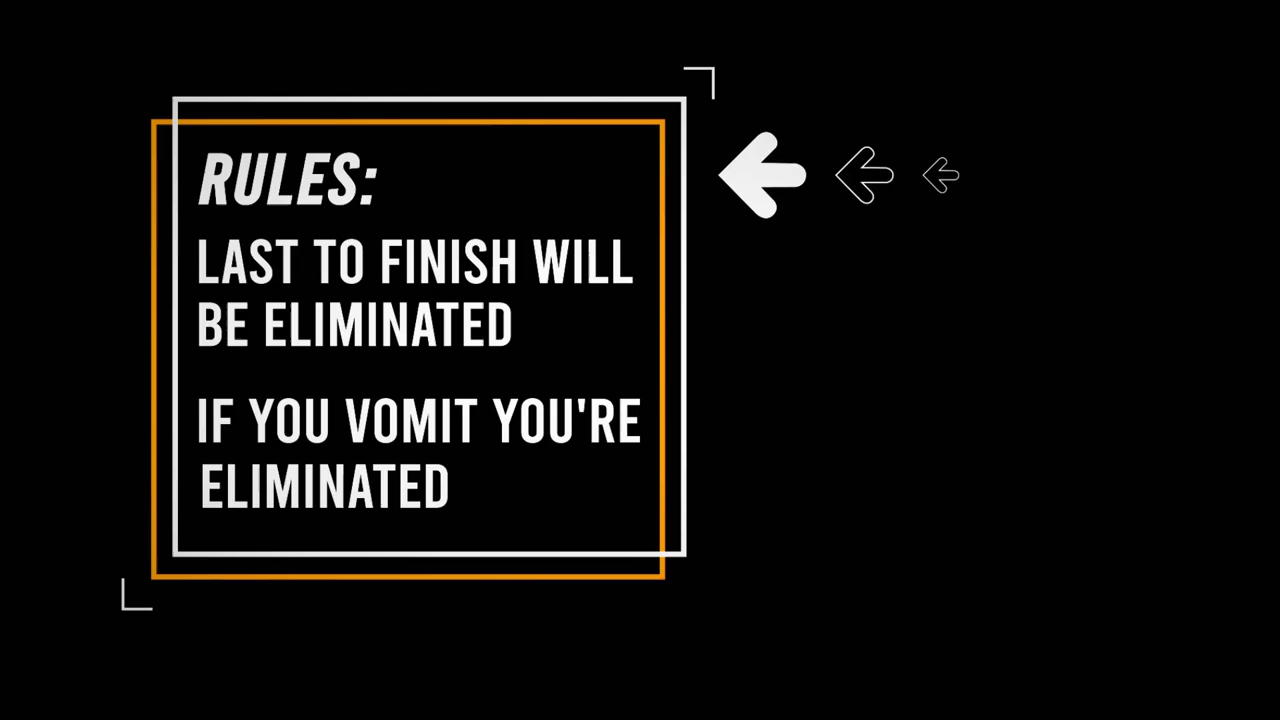 RULES:
LAST TO FINISH WILL
BE ELIMINATED
IF YOU VOMIT YOU'RE
ELIMINATED